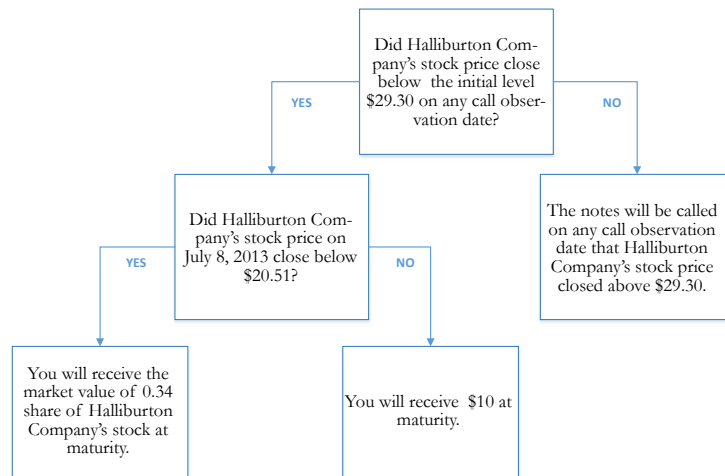 Did Halliburton Com-
pany's stock price close
below the initial level
$29.30 on any call obser-
vation date?
YES
NO
Did Halliburton Com-
pany's stock price on
July 8, 2013 close below
$20.51?
The notes will be called
on any call observation
date that Halliburton
Company's stock price
closed above $29.30.
YES
NO
You will receive the
market value of 0.34
share of Halliburton
Company's stock at
maturity.
You will receive $10 at
maturity.